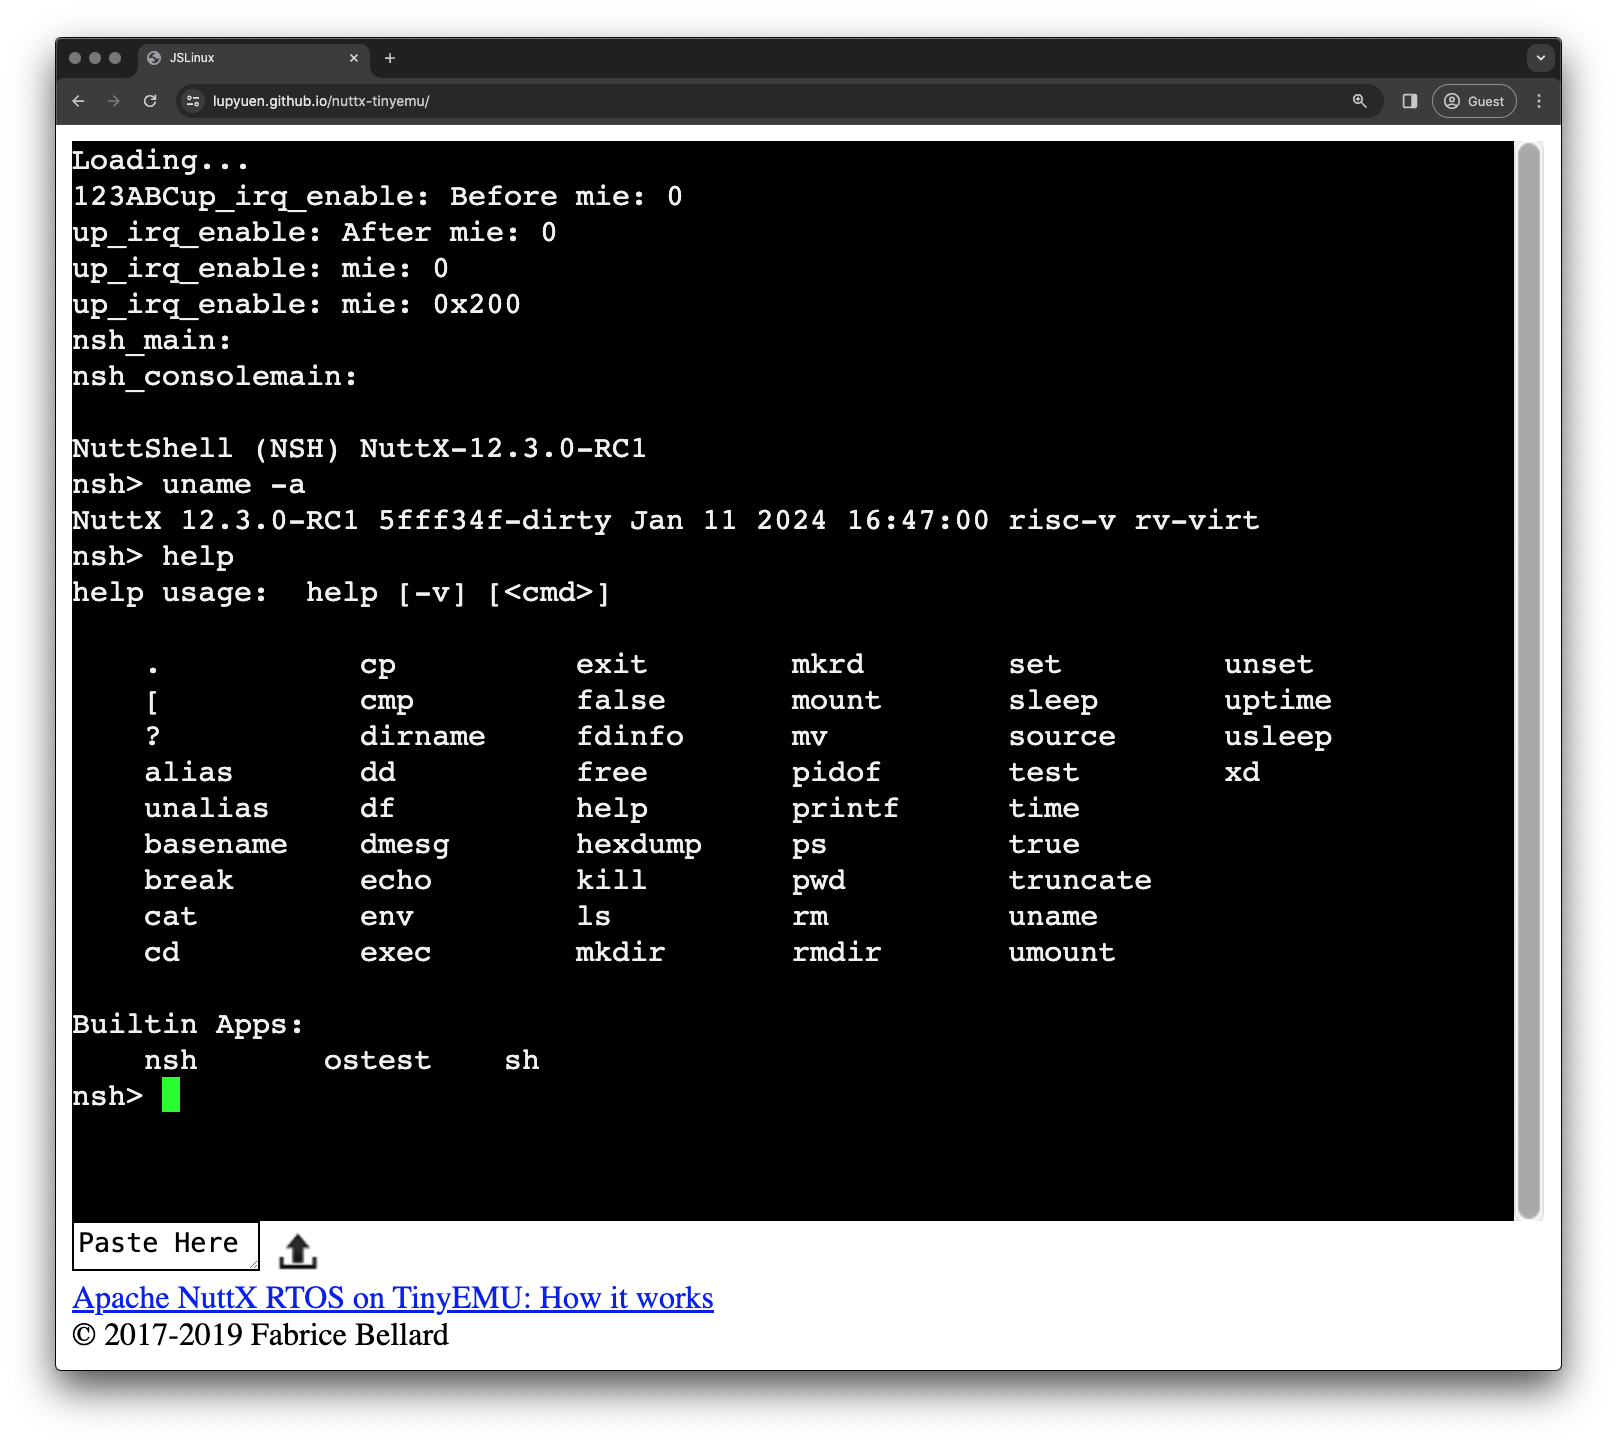 JSLinux
lupyuen.github.io/nuttx-tinyemu/
Guest
Loading...
123ABCup_irq_enable: Before mie: 0
up_irq_enable: After mie: 0
up_irq_enable: mie: 0
up_irq_enable: mie: 0x200
nsh_main:
nsh_consolemain:
NuttShell (NSH) NuttX-12.3.0-RC1
nsh> uname -a
NuttX 12.3.0-RC1 5fff34f-dirty Jan 11 2024 16:47:00 risc-v rv-virt
nsh> help
help usage:  help [-v] [<cmd>]
. cp exit mkrd set unset
[ cmp false mount sleep uptime
? dirname fdinfo mv source usleep
alias dd free pidof test xd
unalias df help printf time
basename dmesg hexdump ps true
break echo kill pwd truncate
cat env ls rm uname
cd exec mkdir rmdir umount
Builtin Apps:
nsh ostest sh
nsh>
Paste Here
Apache NuttX RTOS on TinyEMU: How it works
© 2017-2019 Fabrice Bellard